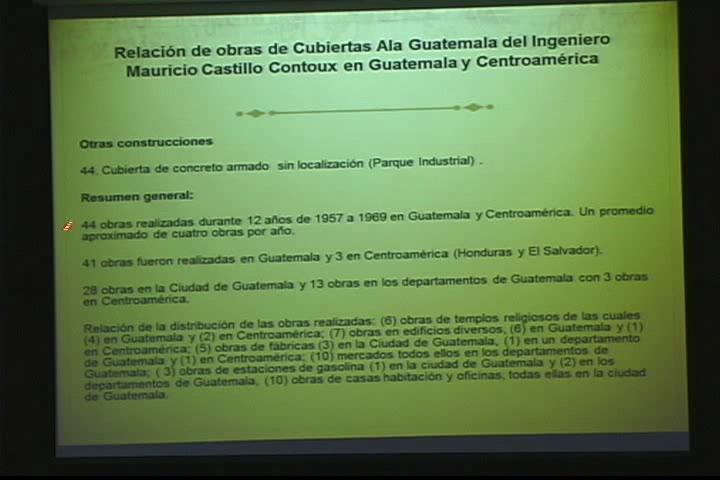 Relación de obras de Cubiertas Ala Guatemala del Ingeniero
Mauricio Castillo Contoux en Guatemala y Centroamérica
Otras construcciones
44. Cubierta de concreto armado sin localización (Parque Industrial) .
Resumen general:
44 obras realizadas durante 12 años de 1957 a 1969 en Guatemala y Centroamérica. Un promedio
aproximado de cuatro obras por año.
41 obras fueron realizadas en Guatemala y 3 en Centroamérica (Honduras y El Salvador).
28 obras en la Ciudad de Guatemala y 13 obras en los departamentos de Guatemala con 3 obras
en Centroamérica.
Relación de la distribución de las obras realizadas: (6) obras de templos religiosos de las cuales
(4) en Guatemala y (2) en Centroamérica; (7) obras en edificios diversos, (6) en Guatemala y (1)
en Centroamérica; (5) obras de fábricas (3) en la Ciudad de Guatemala, (1) en un departamento
de Guatemala y (1) en Centroamérica; (10) mercados todos ellos en los departamentos de
Guatemala; ( 3) obras de estaciones de gasolina (1) en la ciudad de Guatemala y (2) en los
departamentos de Guatemala, (10) obras de casas habitación y oficinas, todas ellas en la ciudad
de Guatemala.